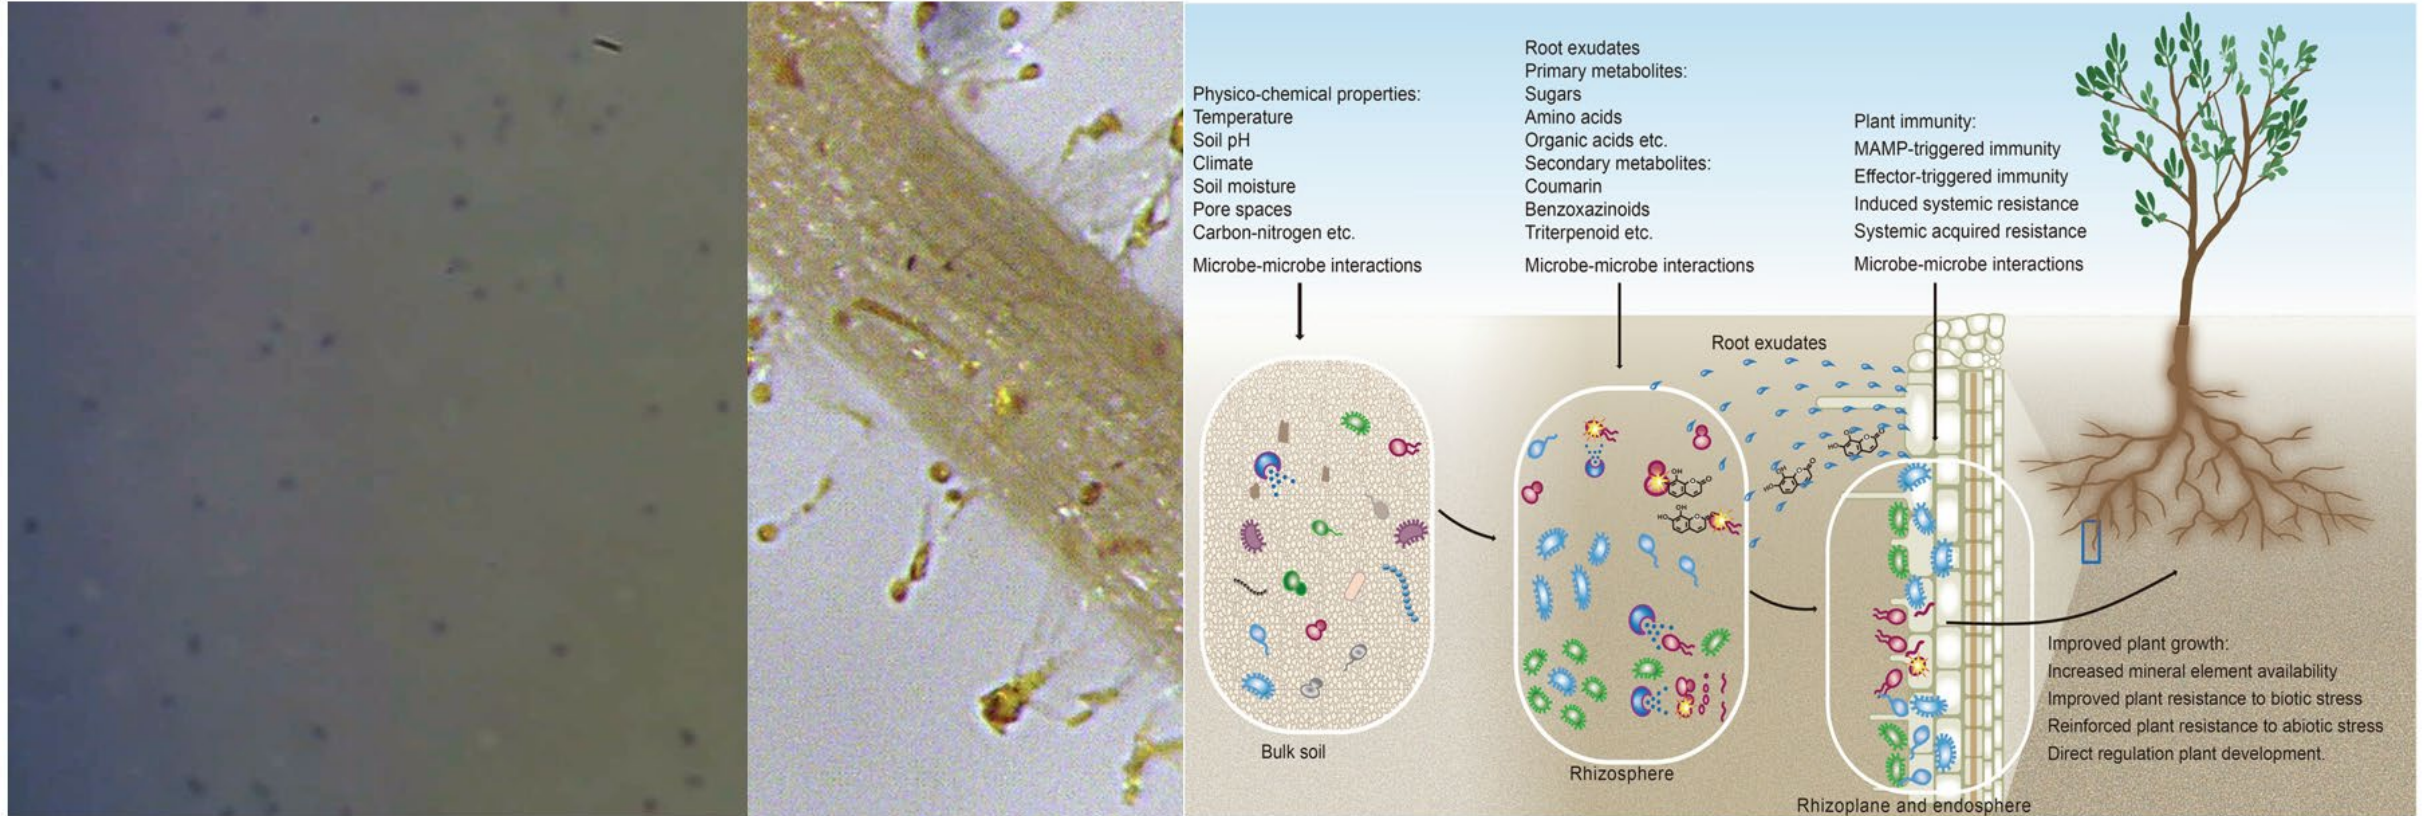 Physico-chemical properties:
Temperature
Soil pH
Climate
Soil moisture
Pore spaces
Carbon-nitrogen etc.
Microbe-microbe interactions
Root exudates
Primary metabolites:
Sugars
Amino acids
Organic acids etc.
Secondary metabolites:
Coumarin
Benzoxazinoids
Triterpenoid etc.
Microbe-microbe interactions
Plant immunity:
MAMP-triggered immunity
Effector-triggered immunity
Induced systemic resistance
Systemic acquired resistance
Microbe-microbe interactions
Root exudates
Bulk soil
Rhizosphere
Rhizoplane and endosphere
Improved plant growth:
Increased mineral element availability
Improved plant resistance to biotic stress
Reinforced plant resistance to abiotic stress
Direct regulation plant development.